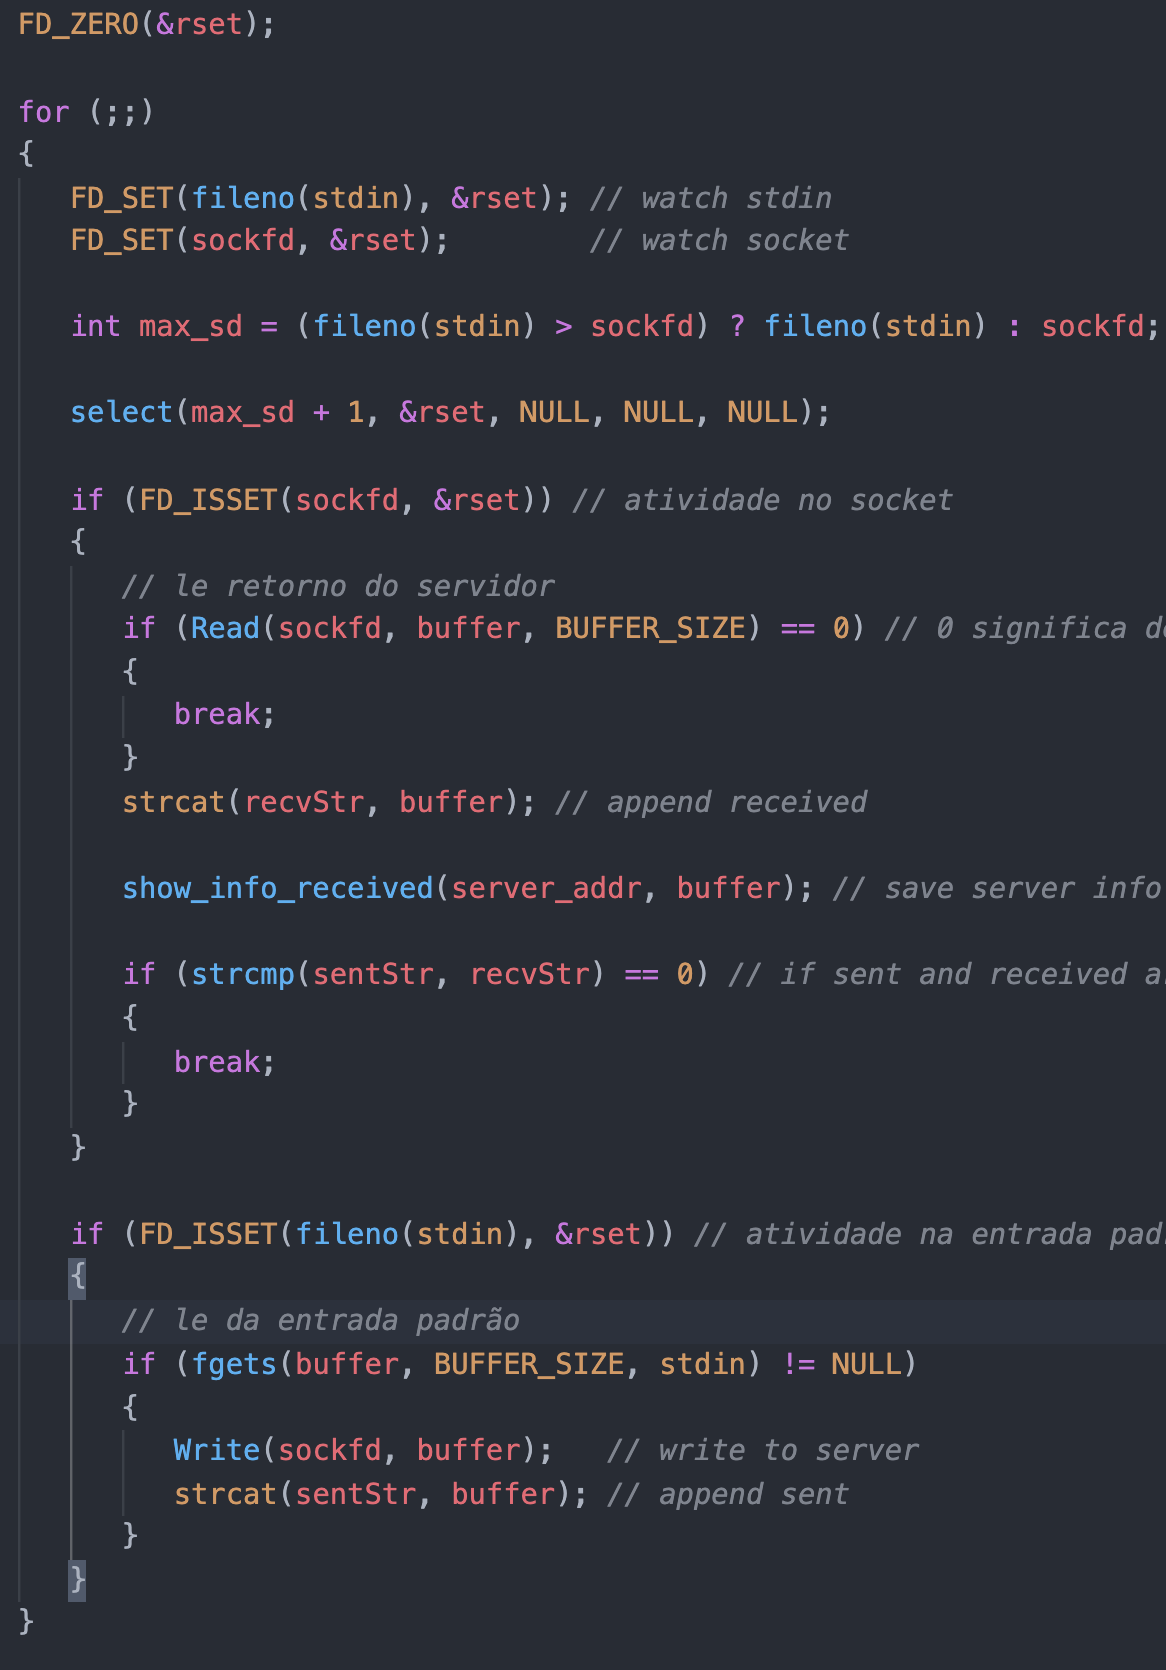 FD_ZERO(&rset);
for (;;)
{
FD_SET(fileno(stdin), &rset); // watch stdin
FD_SET(sockfd, &rset);        // watch socket
int max_sd = (fileno(stdin) > sockfd) ? fileno(stdin) : sockfd;
select(max_sd + 1, &rset, NULL, NULL, NULL);
if (FD_ISSET(sockfd, &rset)) // atividade no socket
{
// le retorno do servidor
if (Read(sockfd, buffer, BUFFER_SIZE) == 0) // 0 significa
{
break;
}
strcat(recvStr, buffer); // append received
show_info_received(server_addr, buffer); // save server info
if (strcmp(sentStr, recvStr) == 0) // if sent and received
{
break;
}
}
if (FD_ISSET(fileno(stdin), &rset)) // atividade na entrada
{
// le da entrada padrão
if (fgets(buffer, BUFFER_SIZE, stdin) != NULL)
{
Write(sockfd, buffer);   // write to server
strcat(sentStr, buffer); // append sent
}
}
}